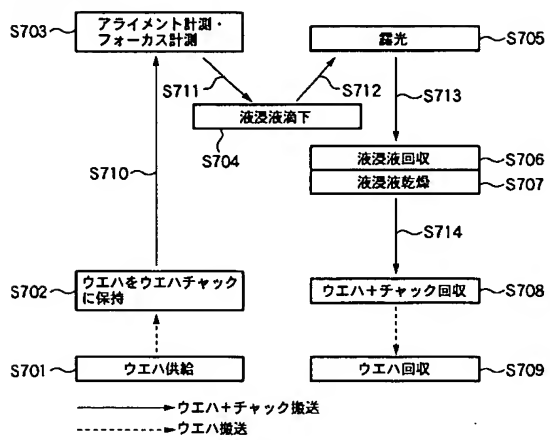 S703
アライメント計測・
フォーカス計測
露光
S705
S711
S712
S713
液浸液滴下
S704
S710
液浸液回収
S706
液浸液乾燥
S707
S714
S702
ウエハをウエハチャック
に保持
ウエハ+チャック回収
S708
S701
ウエハ供給
ウエハ回収
S709
ウエハ+チャック搬送
ウエハ搬送